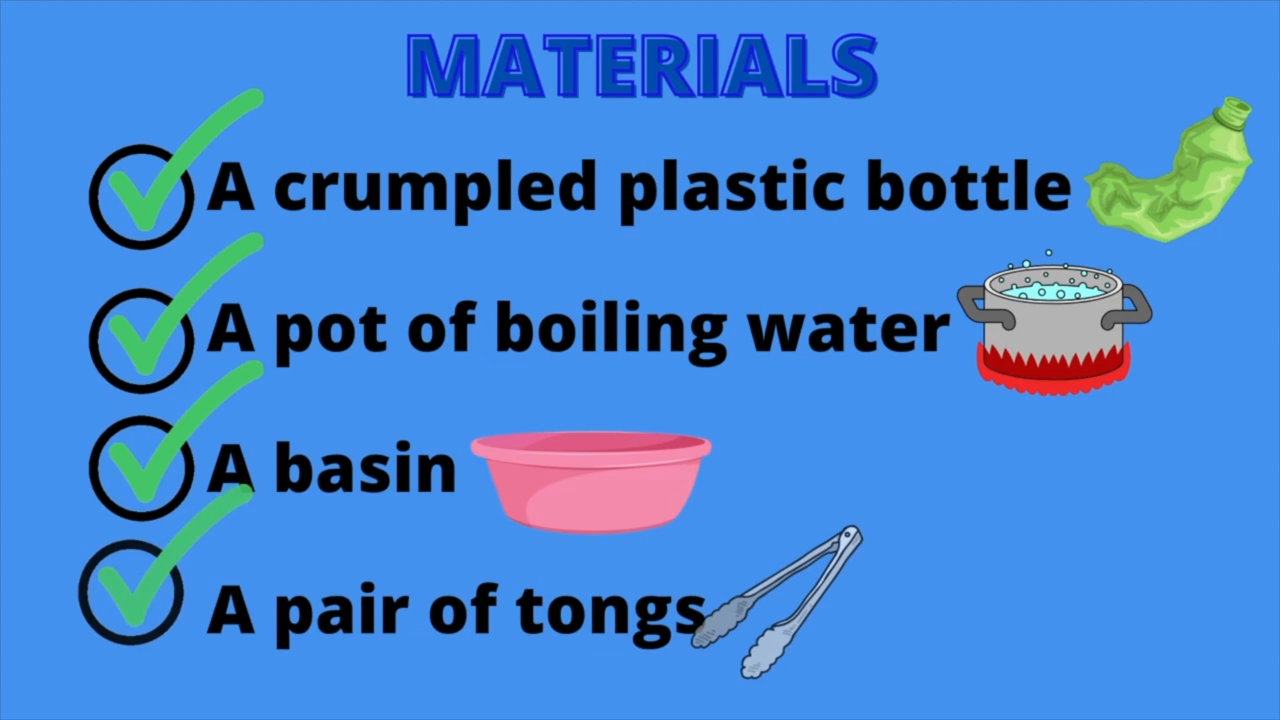 MATERIALS
A crumpled plastic bottle
A pot of boiling water
A basin
A pair of tongs